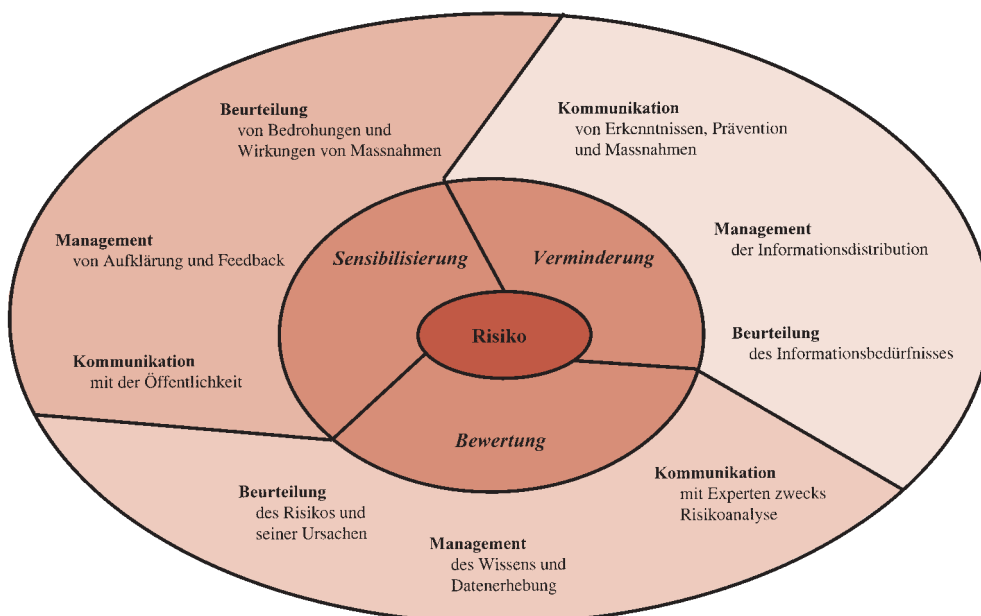 Beurteilung
von Bedrohungen und
Wirkungen von Massnahmen
Kommunikation
von Erkenntnissen, Prävention
und Massnahmen
Management
von Aufklärung und Feedback
Sensibilisierung
Verminderung
Management
der Informationsdistribution
Risiko
Kommunikation
mit der Öffentlichkeit
Beurteilung
des Informationsbedürfnisses
Bewertung
Beurteilung
des Risikos und
seiner Ursachen
Management
des Wissens und
Datenerhebung
Kommunikation
mit Experten zwecks
Risikoanalyse